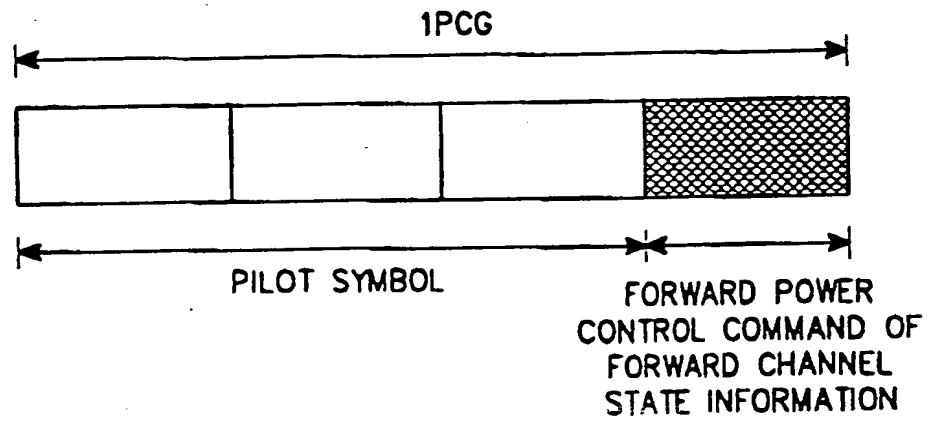 1PCG
PILOT SYMBOL
FORWARD POWER
CONTROL COMMAND OF
FORWARD CHANNEL
STATE INFORMATION